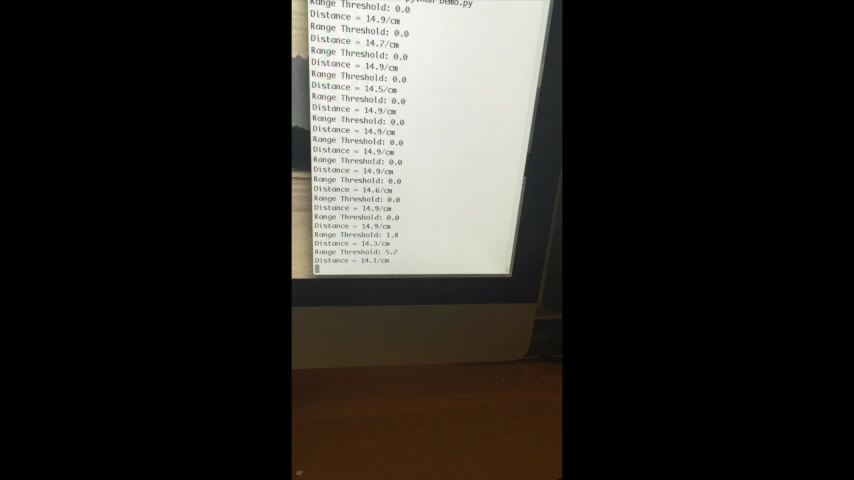 python Demo.py
Range Threshold: 0.0
Distance = 14.9/cm
Range Threshold: 0.0
Distance = 14.7/cm
Range Threshold: 0.0
Distance = 14.9/cm
Range Threshold: 0.0
Distance = 14.5/cm
Range Threshold: 0.0
Distance = 14.9/cm
Range Threshold: 0.0
Distance = 14.9/cm
Range Threshold: 0.0
Distance = 14.9/cm
Range Threshold: 0.0
Distance = 14.9/cm
Range Threshold: 0.0
Distance = 14.6/cm
Range Threshold: 0.0
Distance = 14.9/cm
Range Threshold: 0.0
Distance = 14.9/cm
Range Threshold: 1.8
Distance = 14.3/cm
Range Threshold: 5.7
Distance = 14.1/cm